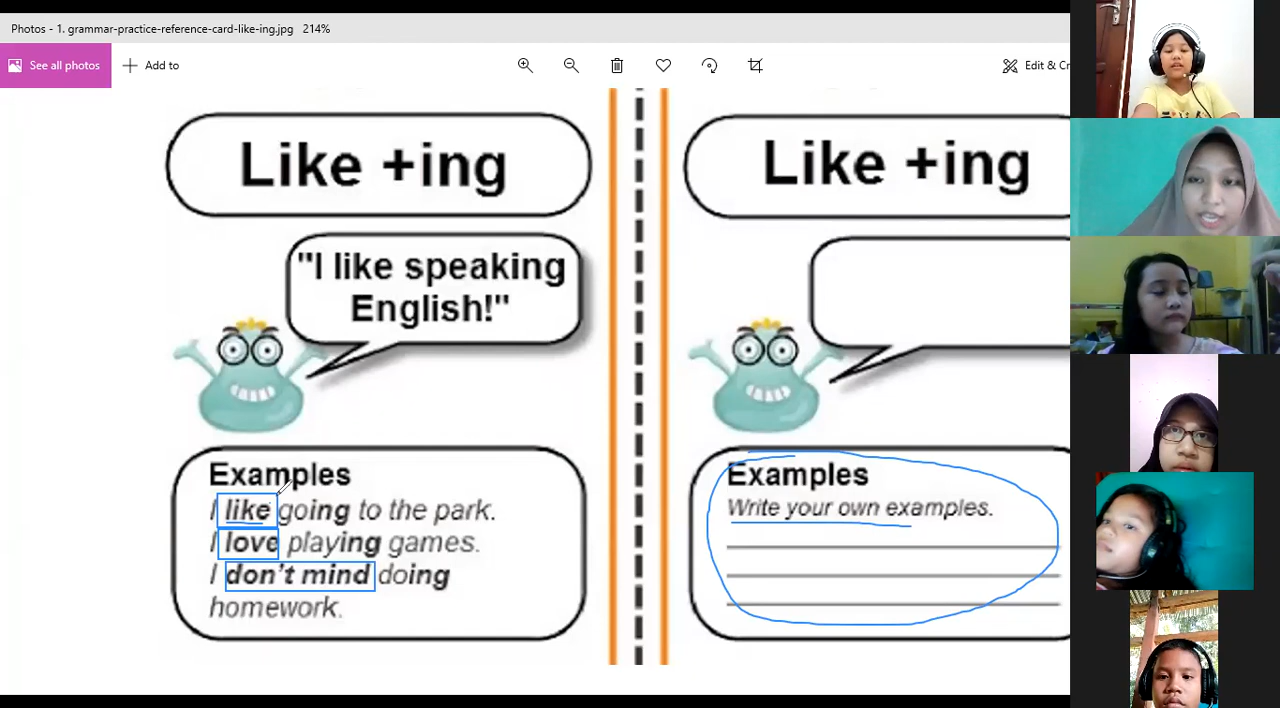 Photos - 1. grammar-practice-reference-card-like-ing.jpg 214%
See all photos
Add to
Edit & Cr
Like +ing
"I like speaking
English!"
Examples
I like going to the park.
I love playing games.
I don't mind doing
homework.
Like +ing
Examples
Write your own examples.